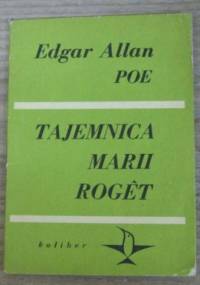 Edgar Allan
POE
TAJEMNICA
MARII
ROGÊT
koliber